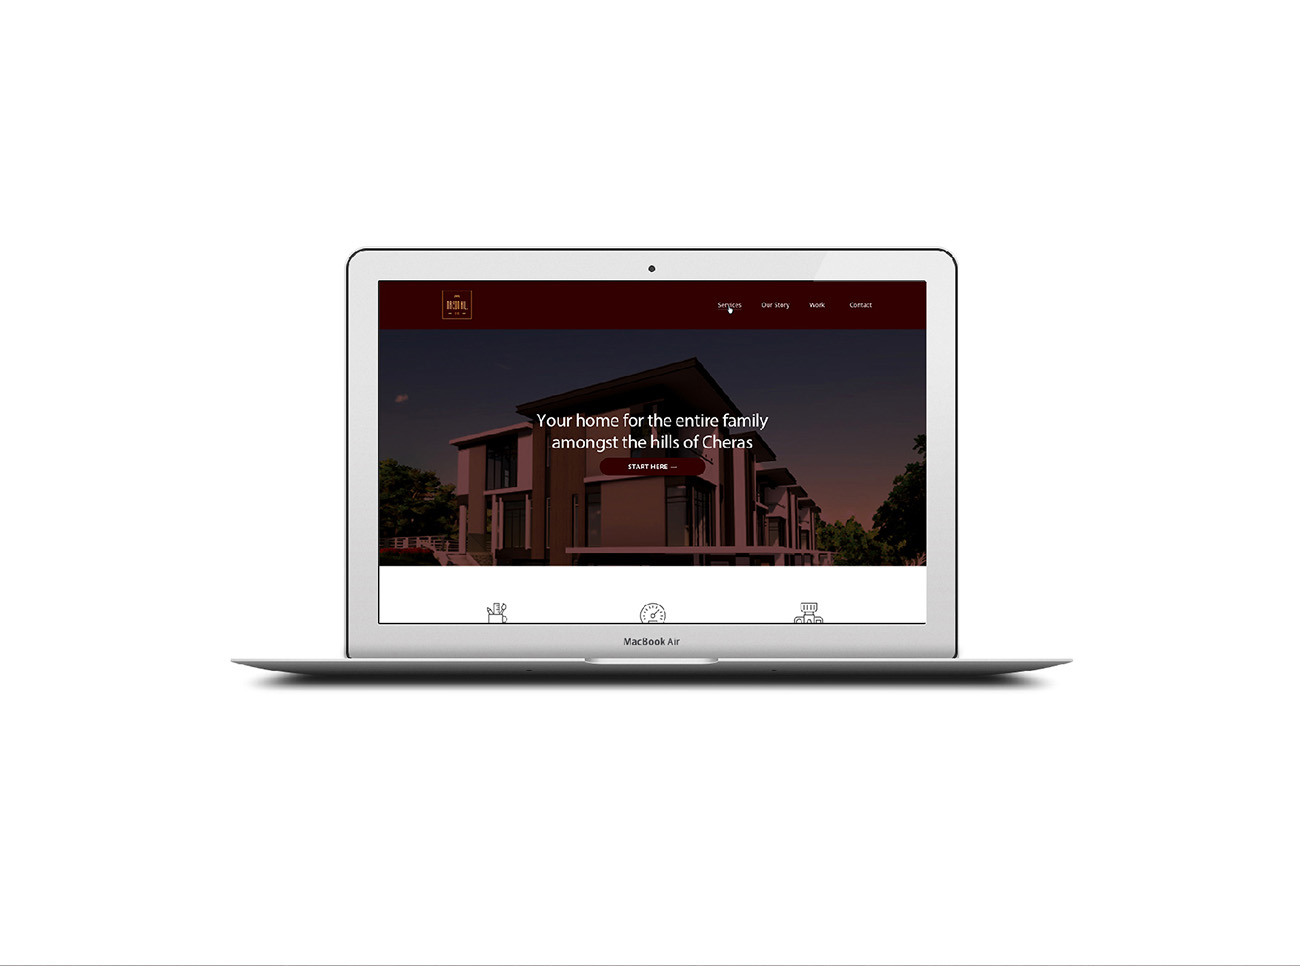 Services Our Story Work Contact
Your home for the entire family
amongst the hills of Cheras
START HERE —
MacBook Air